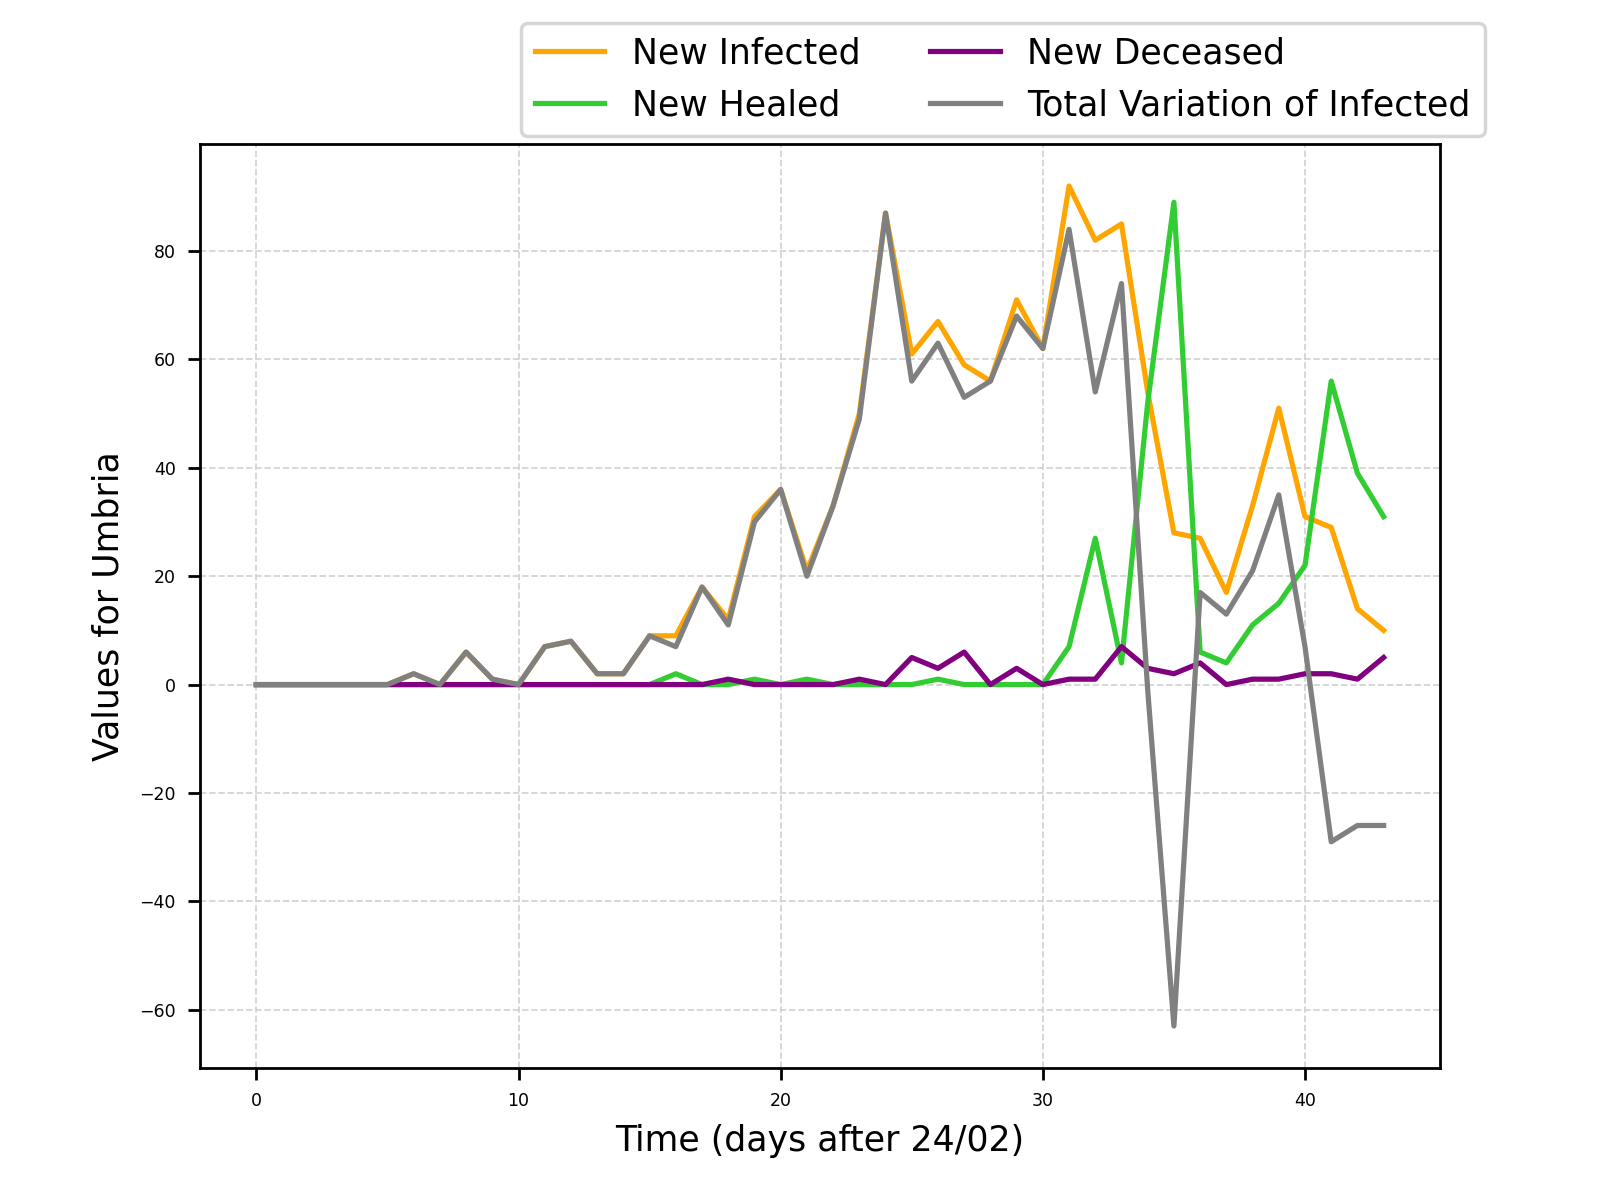 New Infected
New Healed
New Deceased
Total Variation of Infected
Values for Umbria
80
60
40
20
0
−20
−40
−60
0 10 20 30 40
Time (days after 24/02)